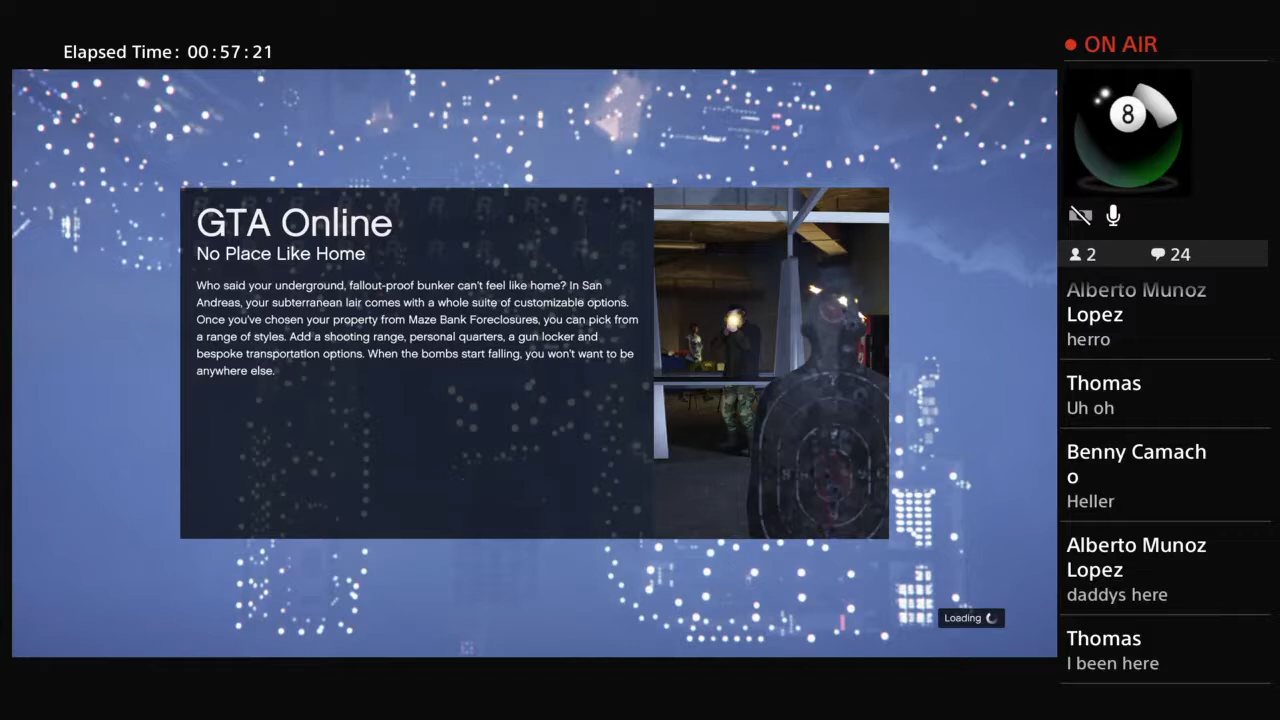 Elapsed Time: 00:57:21
ON AIR
8
2
24
GTA Online
No Place Like Home
Who said your underground, fallout-proof bunker can't feel like home? In San
Andreas, your subterranean lair comes with a whole suite of customizable options.
Once you've chosen your property from Maze Bank Foreclosures, you can pick from
a range of styles. Add a shooting range, personal quarters, a gun locker and
bespoke transportation options. When the bombs start falling, you won't want to be
anywhere else.
Loading
Alberto Munoz
Lopez
herro
Thomas
Uh oh
Benny Camach
o
Heller
Alberto Munoz
Lopez
daddys here
Thomas
I been here